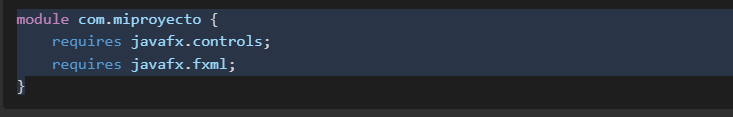 module com.miproyecto {
    requires javafx.controls;
    requires javafx.fxml;
}